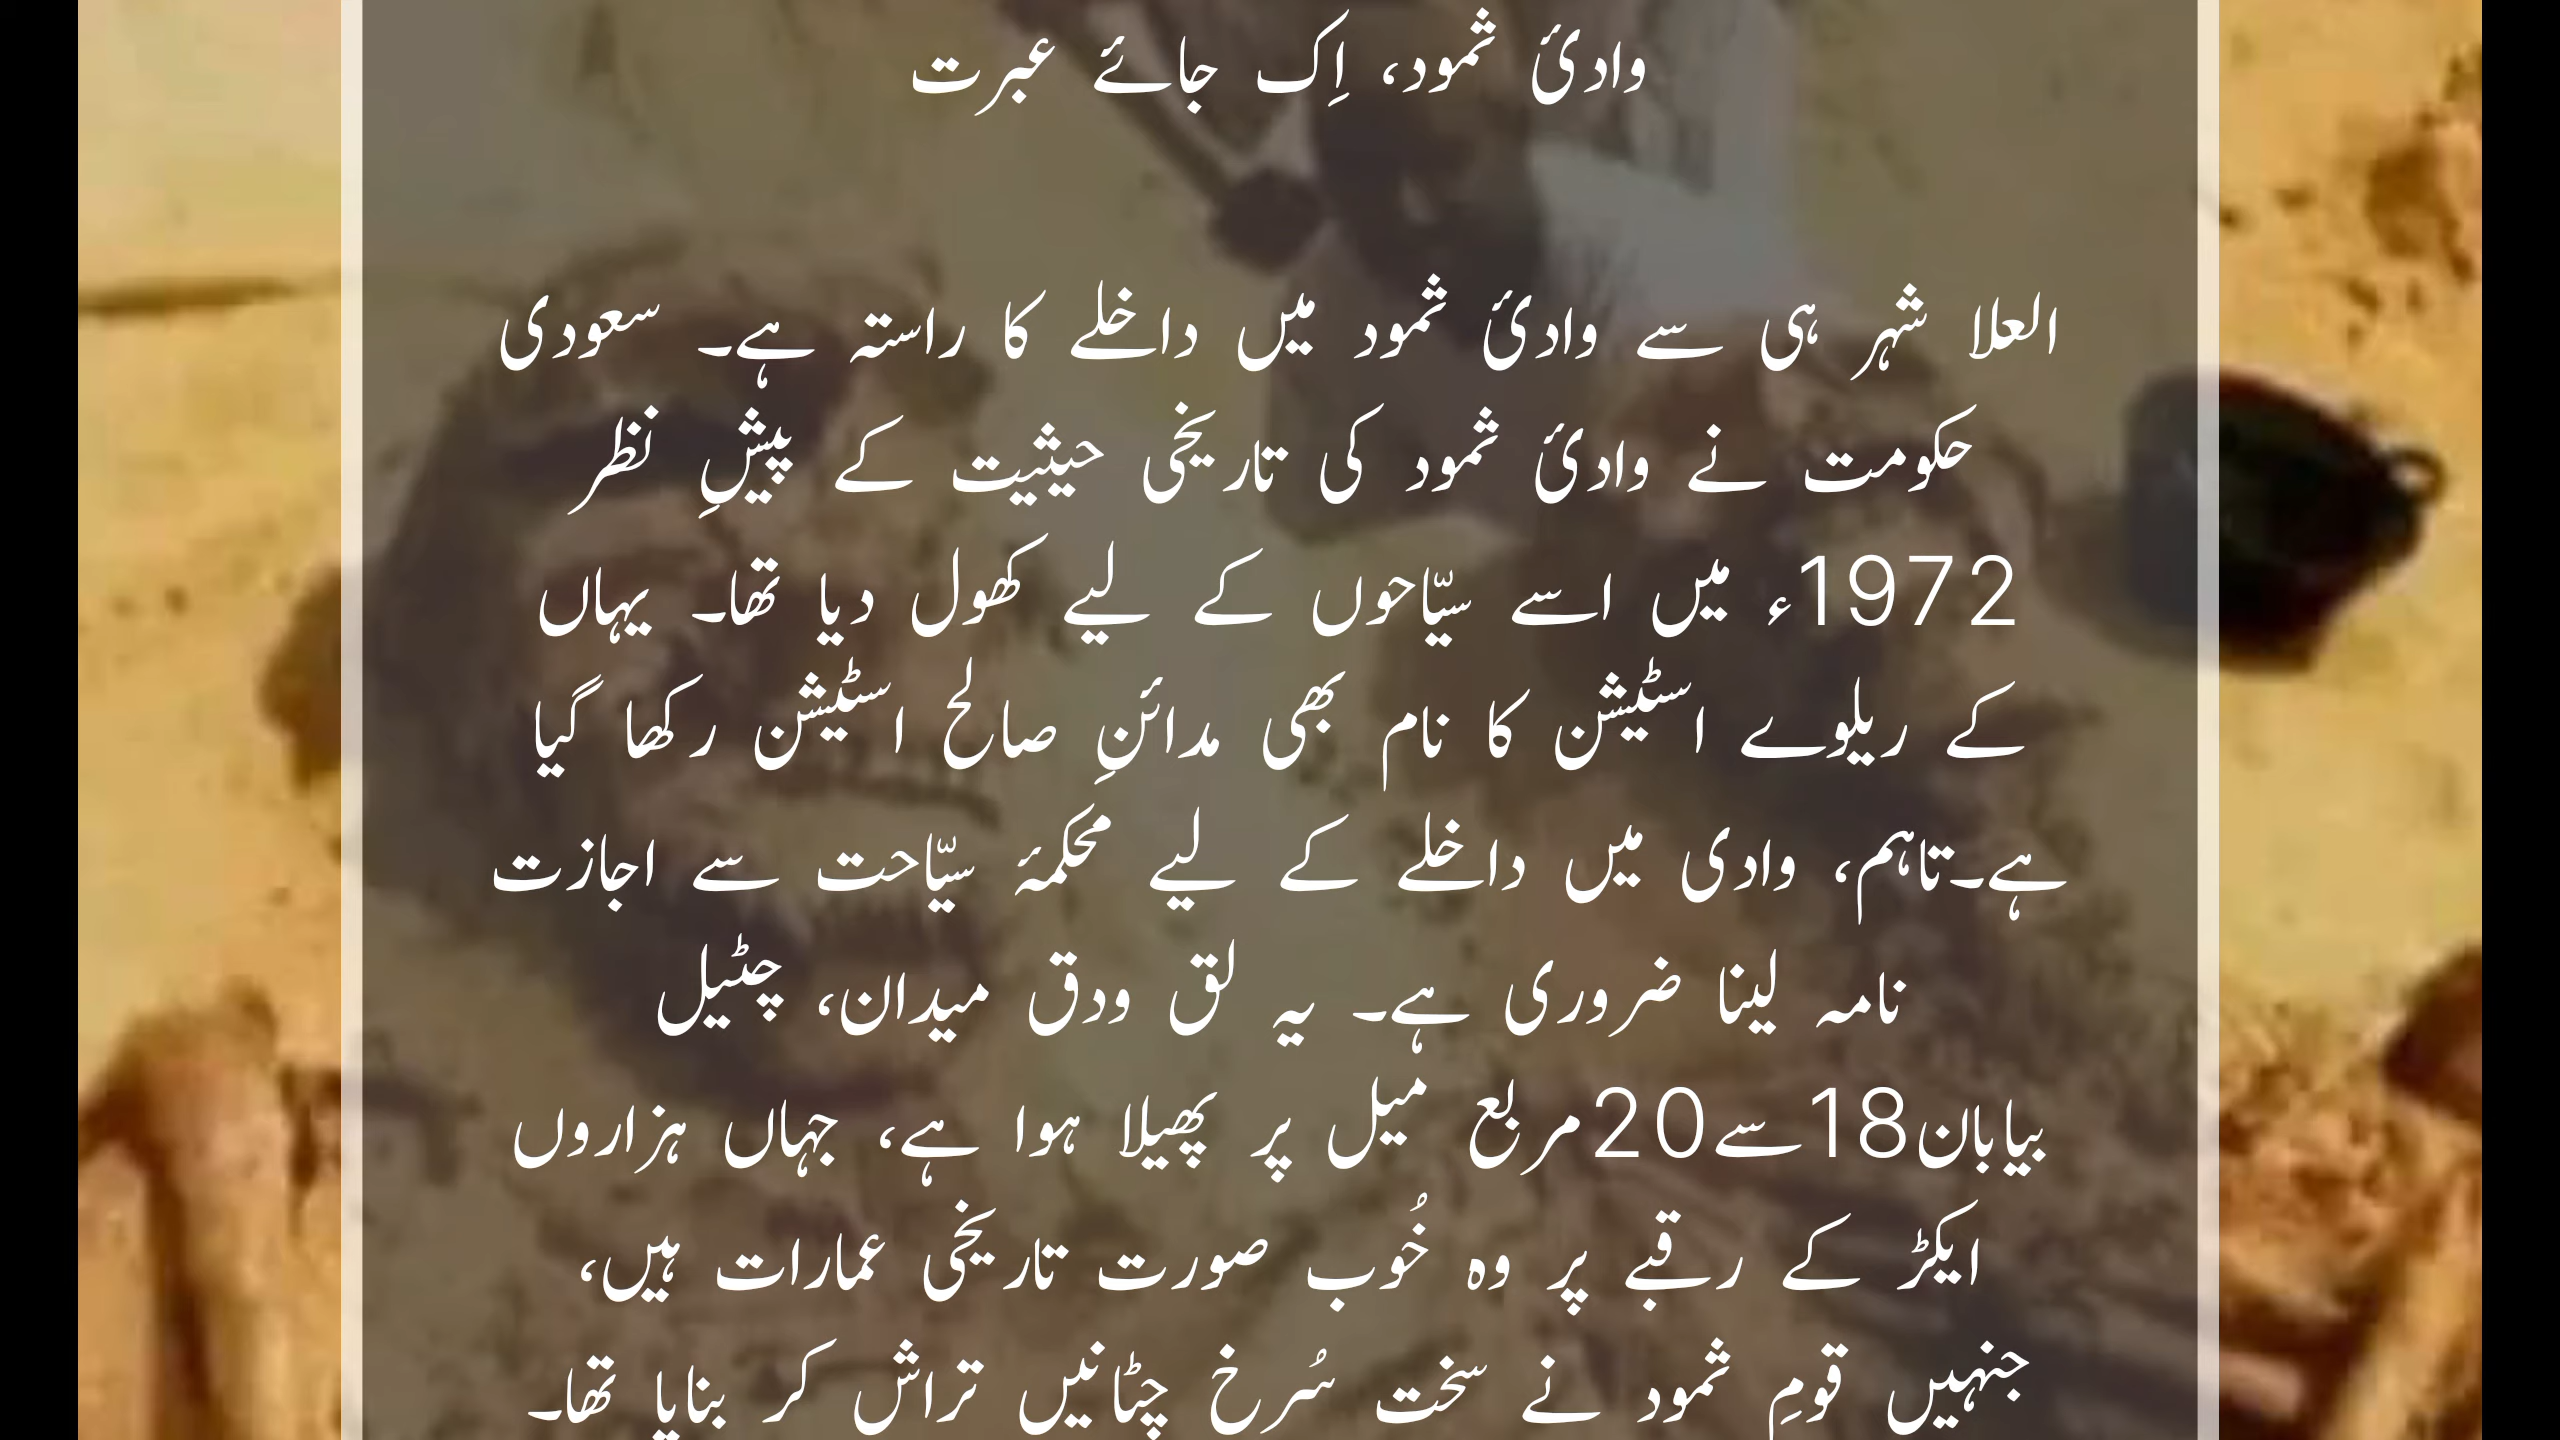 وادیٔ ثمود، اِک جائے عبرت
العلا شہر ہی سے وادیٔ ثمود میں داخلے کا راستہ ہے۔ سعودی
حکومت نے وادیٔ ثمود کی تاریخی حیثیت کے پیشِ نظر
1972ء میں اسے سیّاحوں کے لیے کھول دیا تھا۔ یہاں
کے ریلوے اسٹیشن کا نام بھی مدائنِ صالح اسٹیشن رکھا گیا
ہے۔تاہم، وادی میں داخلے کے لیے محکمۂ سیّاحت سے اجازت
نامہ لینا ضروری ہے۔ یہ لق ودق میدان، چٹیل
بیابان18سے20مربع میل پر پھیلا ہوا ہے، جہاں ہزاروں
ایکڑ کے رقبے پر وہ خُوب صورت تاریخی عمارات ہیں،
جنہیں قومِ ثمود نے سخت سُرخ چٹانیں تراش کر بنایا تھا۔